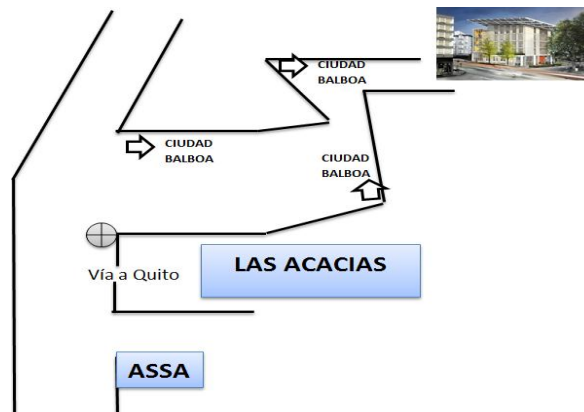 CIUDAD
BALBOA
CIUDAD
BALBOA
CIUDAD
BALBOA
LAS ACACIAS
Vía a Quito
ASSA